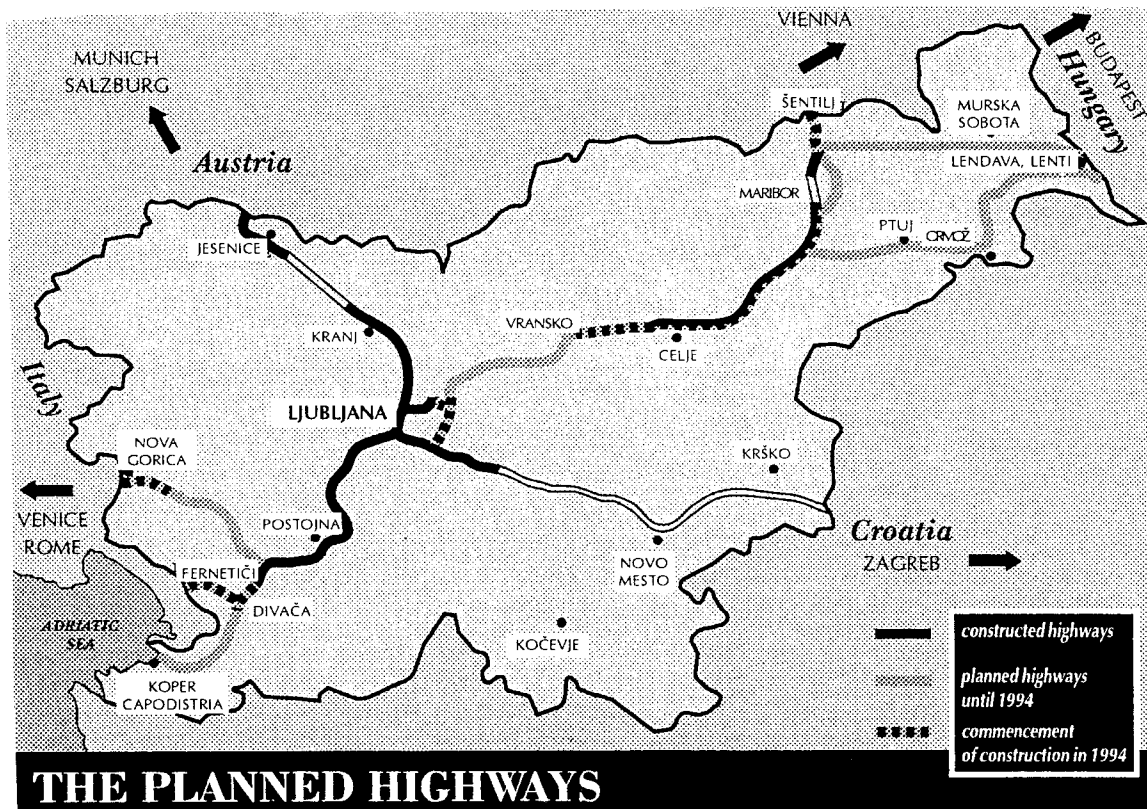 VIENNA
BUDAPEST
Hungary
MUNICH
SALZBURG
ŠENTILJ
MURSKA
SOBOTA
Austria
LENDAVA, LENTI
MARIBOR
JESENICE
PTUJ
ORMOŽ
VRANSKO
KRANJ
CELJE
Italy
LJUBLJANA
NOVA
GORICA
KRŠKO
VENICE
ROME
POSTOJNA
Croatia
ZAGREB
NOVO
MESTO
FERNETIČI
DIVAČA
ADRIATIC
SEA
KOČEVJE
KOPER
CAPODISTRIA
constructed highways
planned highways
until 1994
commencement
of construction in 1994
THE PLANNED HIGHWAYS